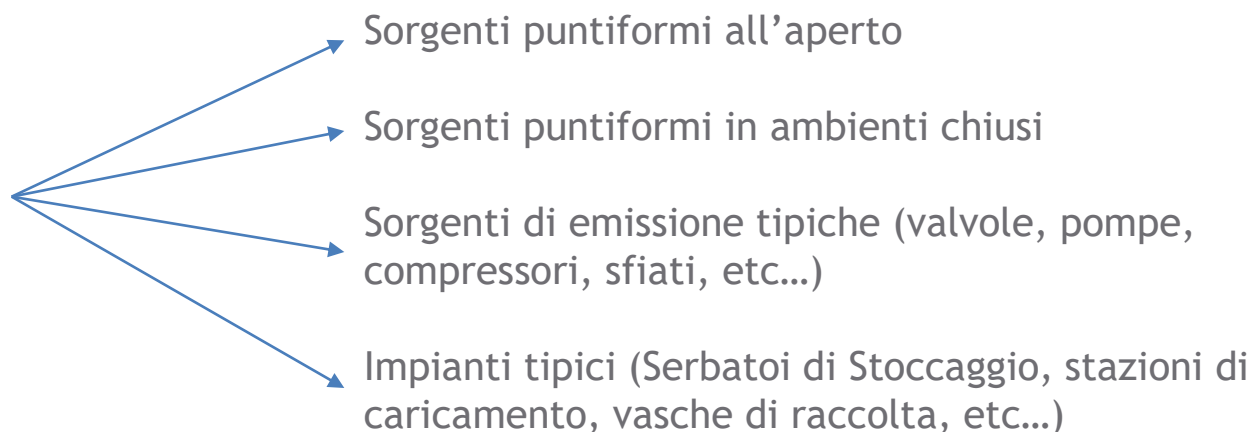 Sorgenti puntiformi all’aperto
Sorgenti puntiformi in ambienti chiusi
Sorgenti di emissione tipiche (valvole, pompe,
compressori, sfiati, etc…)
Impianti tipici (Serbatoi di Stoccaggio, stazioni di
caricamento, vasche di raccolta, etc…)